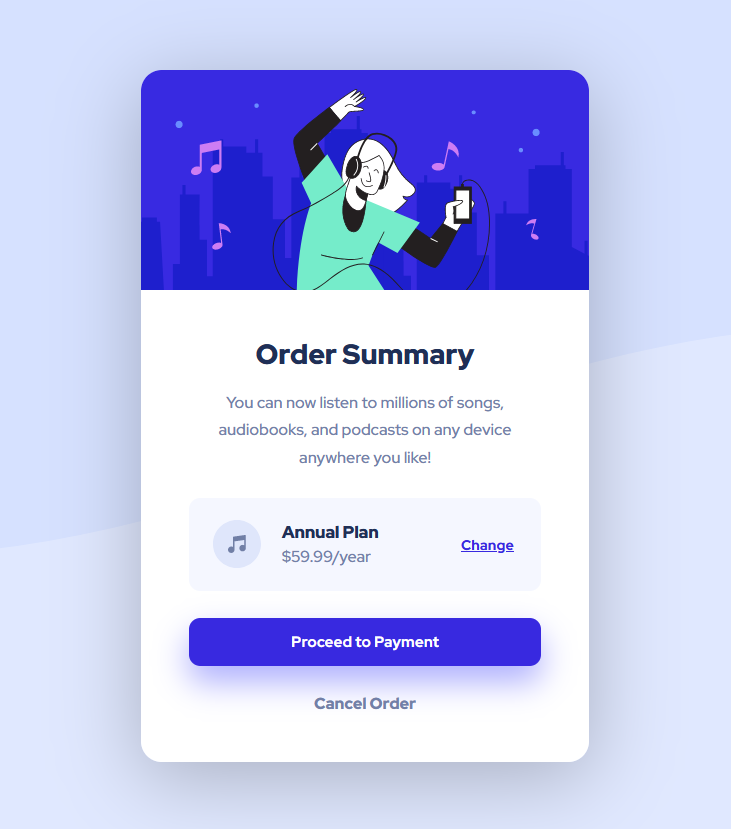 Order Summary
You can now listen to millions of songs,
audiobooks, and podcasts on any device
anywhere you like!
Annual Plan
$59.99/year
Change
Proceed to Payment
Cancel Order